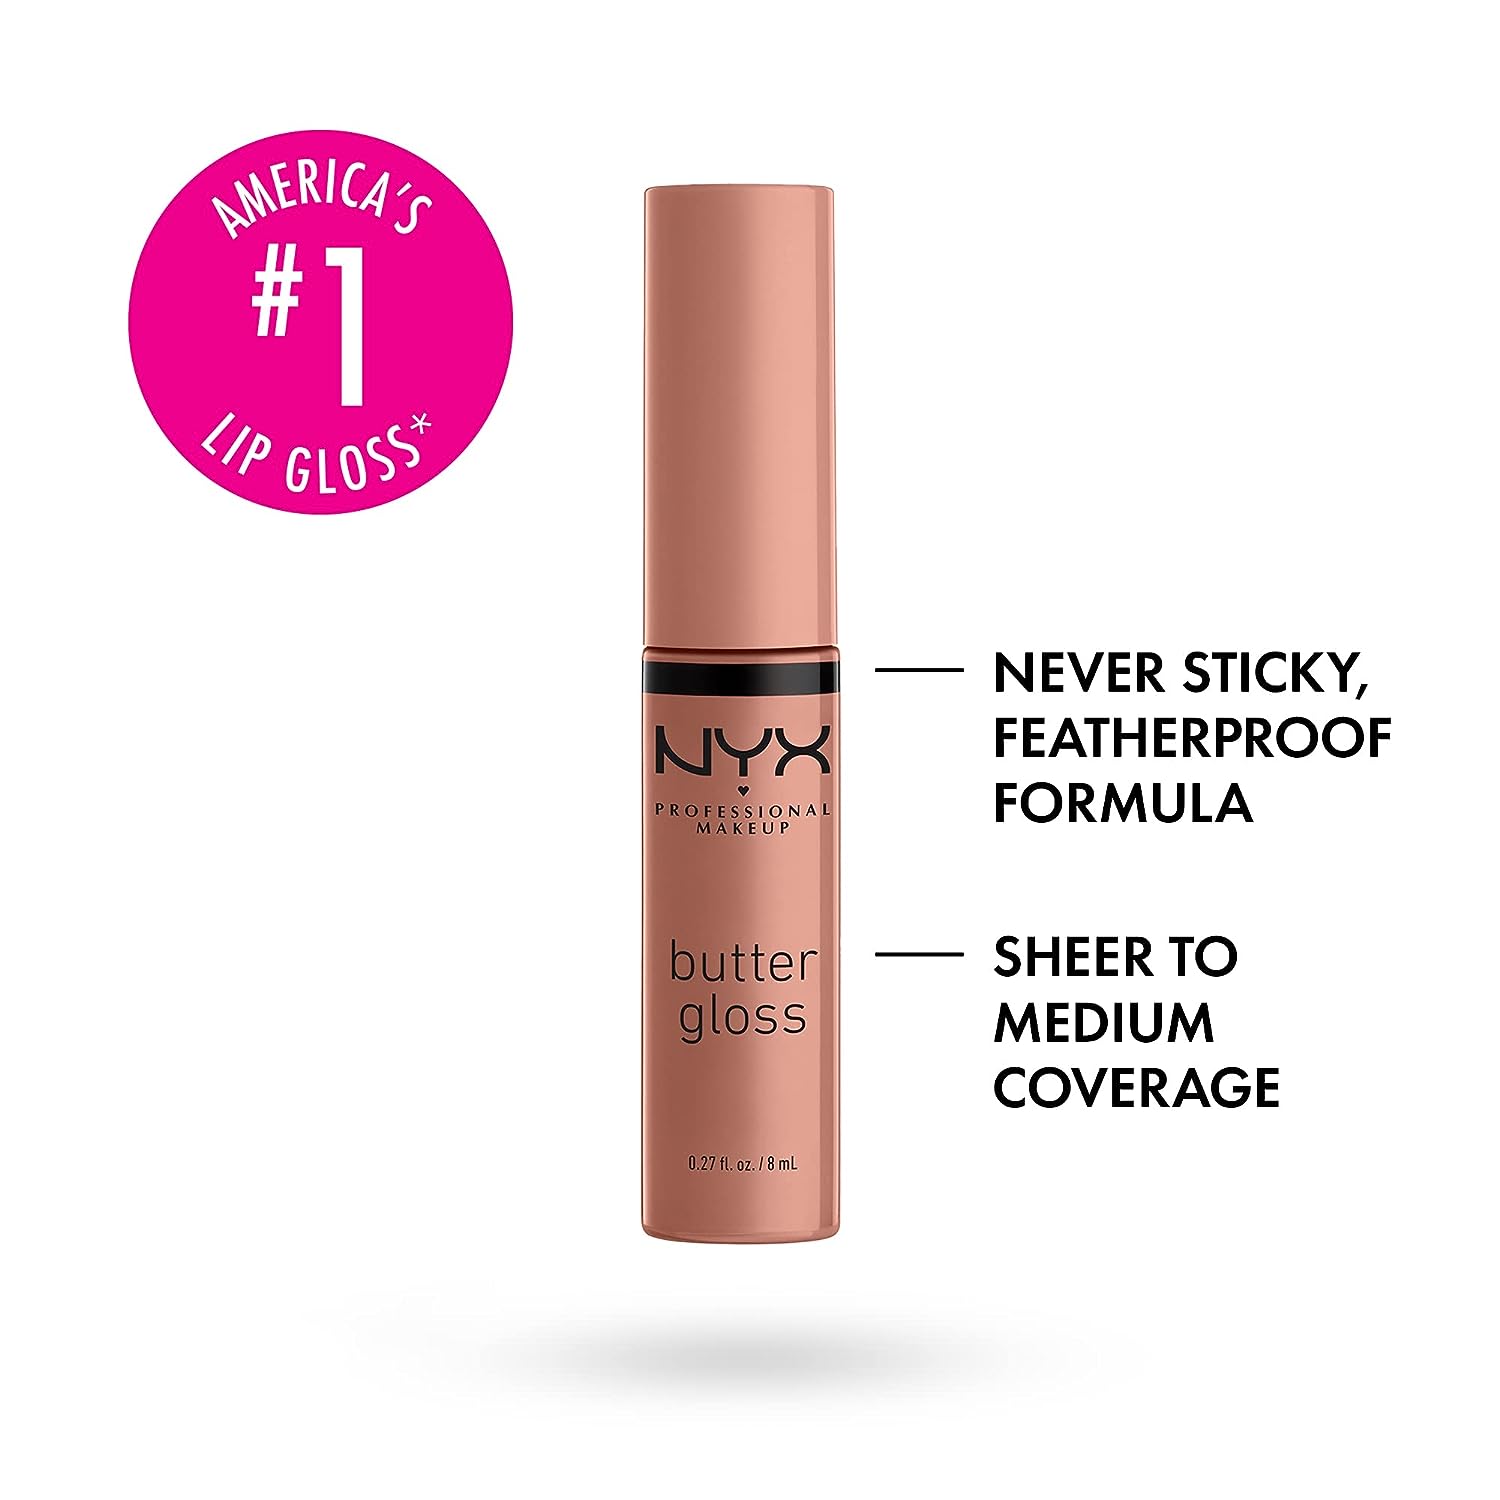 AMERICA'S
#1
LIP GLOSS*
NYX
PROFESSIONAL
MAKEUP
butter
gloss
0.27 fl. oz. / 8 mL
NEVER STICKY,
FEATHERPROOF
FORMULA
SHEER TO
MEDIUM
COVERAGE